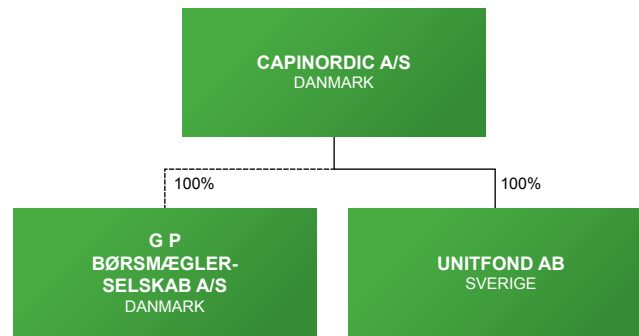 CAPINORDIC A/S
DANMARK
100%
100%
G P
BØRSMÆGLER-
SELSKAB A/S
DANMARK
UNITFOND AB
SVERIGE